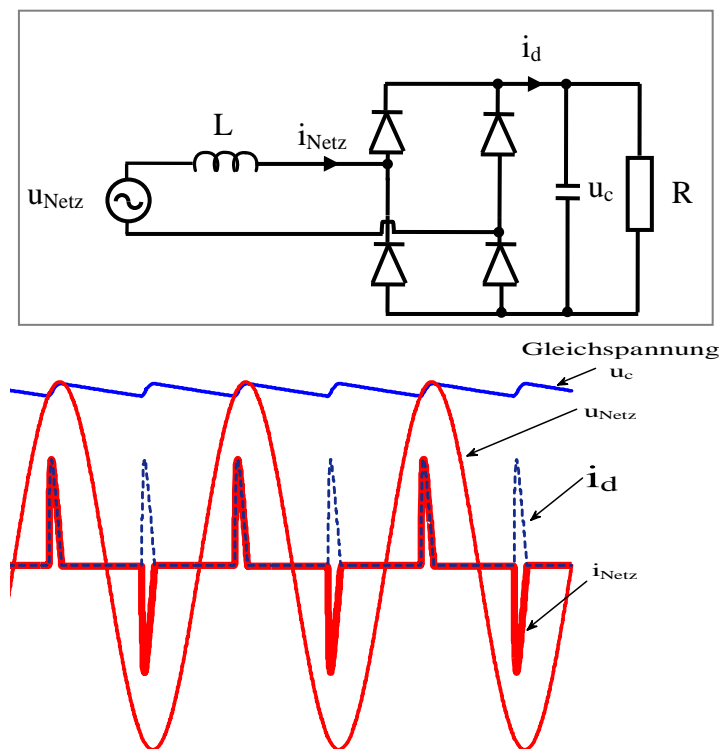 i_d
L
i_Netz
u_Netz
u_c
R
Gleichspannung
u_c
u_Netz
i_d
i_Netz